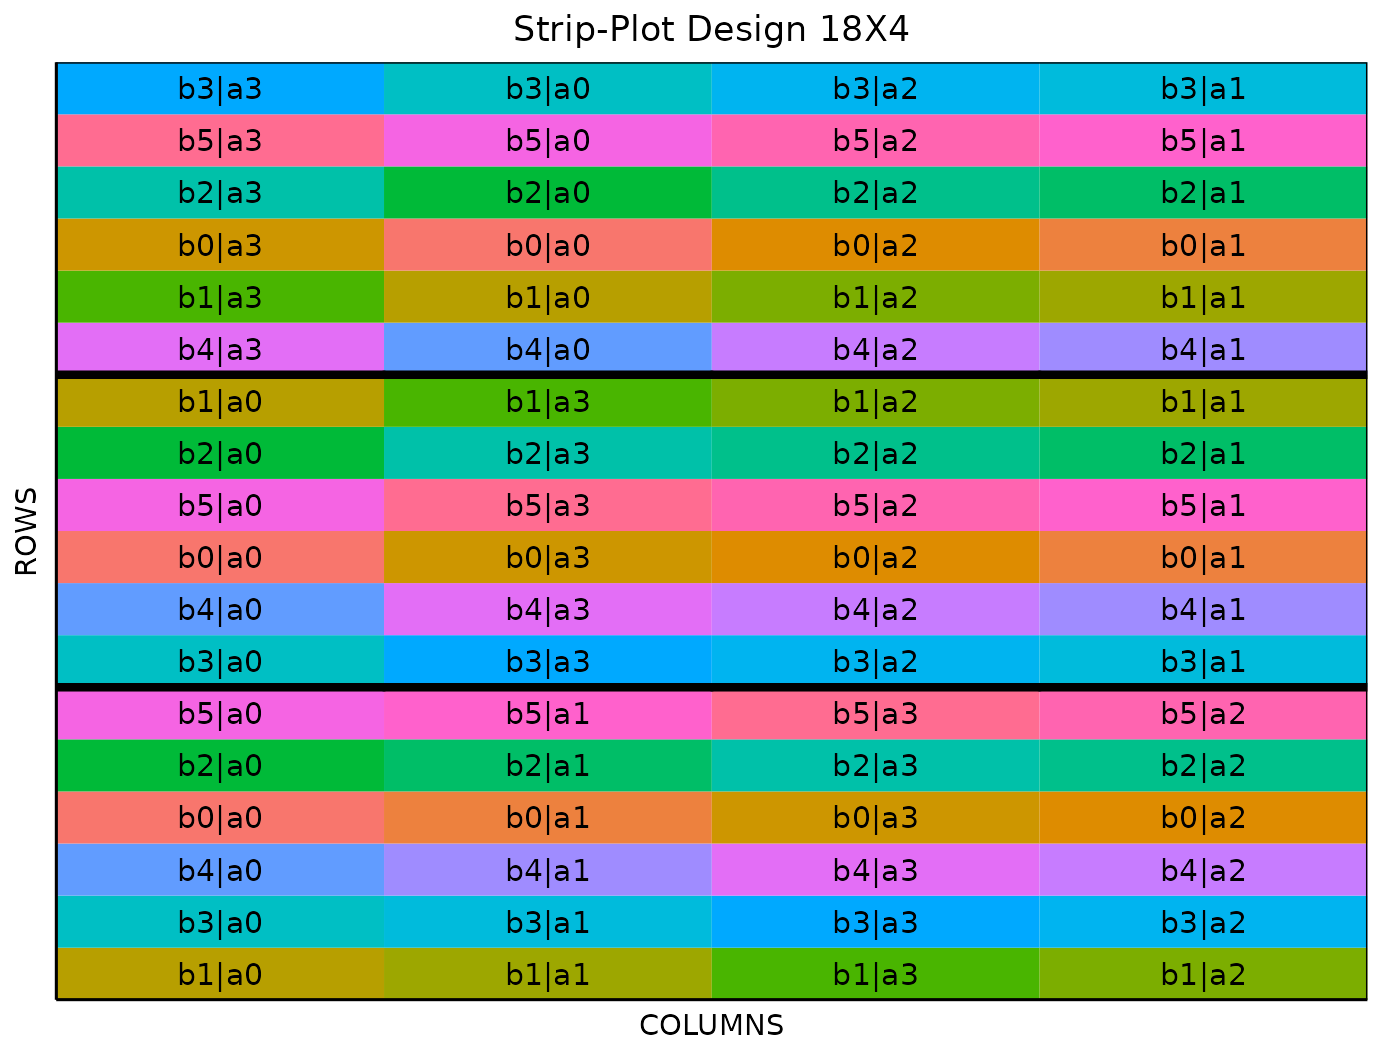 Strip-Plot Design 18X4
b3|a3 b3|a0 b3|a2 b3|a1
b5|a3 b5|a0 b5|a2 b5|a1
b2|a3 b2|a0 b2|a2 b2|a1
b0|a3 b0|a0 b0|a2 b0|a1
b1|a3 b1|a0 b1|a2 b1|a1
b4|a3 b4|a0 b4|a2 b4|a1
b1|a0 b1|a3 b1|a2 b1|a1
b2|a0 b2|a3 b2|a2 b2|a1
b5|a0 b5|a3 b5|a2 b5|a1
b0|a0 b0|a3 b0|a2 b0|a1
b4|a0 b4|a3 b4|a2 b4|a1
b3|a0 b3|a3 b3|a2 b3|a1
b5|a0 b5|a1 b5|a3 b5|a2
b2|a0 b2|a1 b2|a3 b2|a2
b0|a0 b0|a1 b0|a3 b0|a2
b4|a0 b4|a1 b4|a3 b4|a2
b3|a0 b3|a1 b3|a3 b3|a2
b1|a0 b1|a1 b1|a3 b1|a2
ROWS
COLUMNS